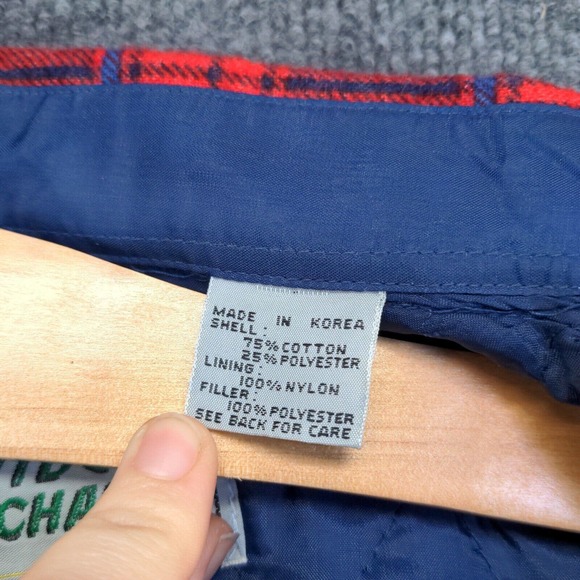 MADE IN KOREA
SHELL:
75% COTTON
25% POLYESTER
LINING:
100% NYLON
FILLER:
100% POLYESTER
SEE BACK FOR CARE